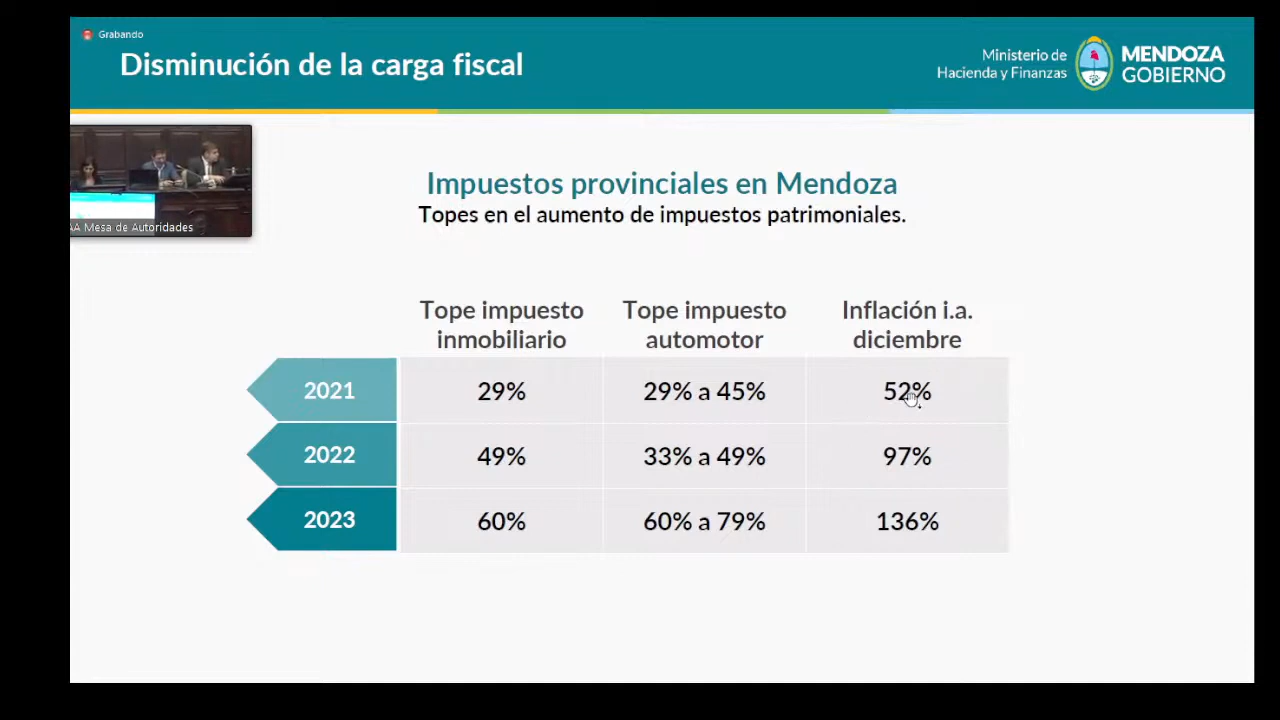 Grabando
Disminución de la carga fiscal
Ministerio de
Hacienda y Finanzas
MENDOZA
GOBIERNO
AA Mesa de Autoridades
Impuestos provinciales en Mendoza
Topes en el aumento de impuestos patrimoniales.
Tope impuesto inmobiliario
Tope impuesto automotor
Inflación i.a. diciembre
2021 29% 29% a 45% 52%
2022 49% 33% a 49% 97%
2023 60% 60% a 79% 136%